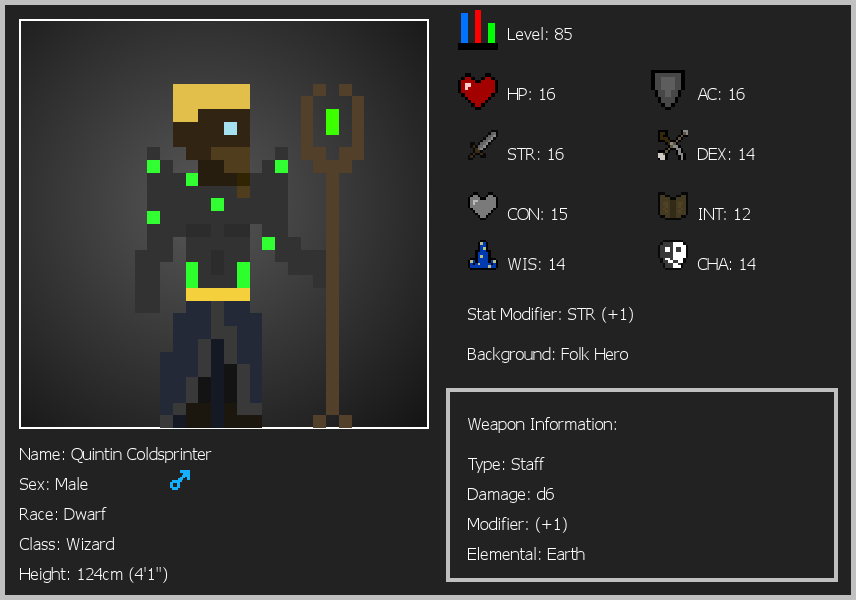 Level: 85
HP: 16
AC: 16
STR: 16
DEX: 14
CON: 15
INT: 12
WIS: 14
CHA: 14
Stat Modifier: STR (+1)
Background: Folk Hero
Weapon Information:
Type: Staff
Damage: d6
Modifier: (+1)
Elemental: Earth
Name: Quintin Coldsprinter
Sex: Male
Race: Dwarf
Class: Wizard
Height: 124cm (4'1")